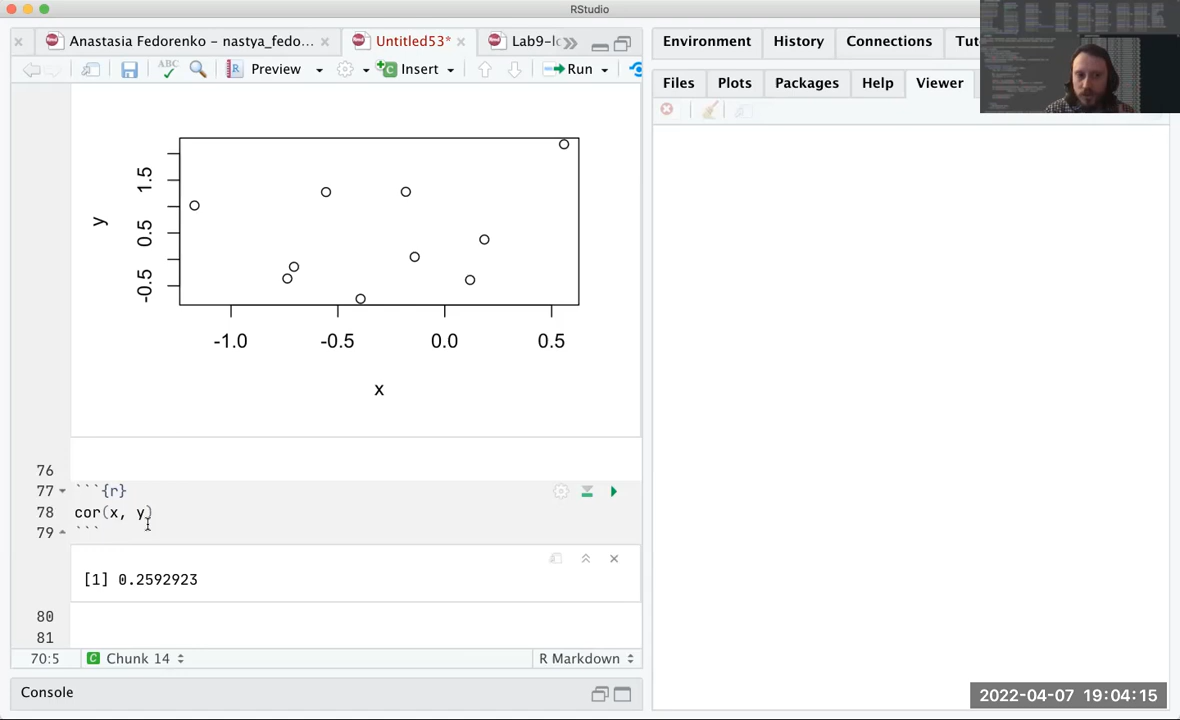 RStudio
Anastasia Fedorenko – nastya_fedo... Untitled53* Lab9-l
Environment History Connections Tut
ABC Preview Insert Run
Files Plots Packages Help Viewer
1.5
y
0.5
-0.5
-1.0 -0.5 0.0 0.5
x
76
77 ```{r}
78 cor(x, y)
79 ```
[1] 0.2592923
80
81
70:5 C Chunk 14 R Markdown
Console
2022-04-07 19:04:15